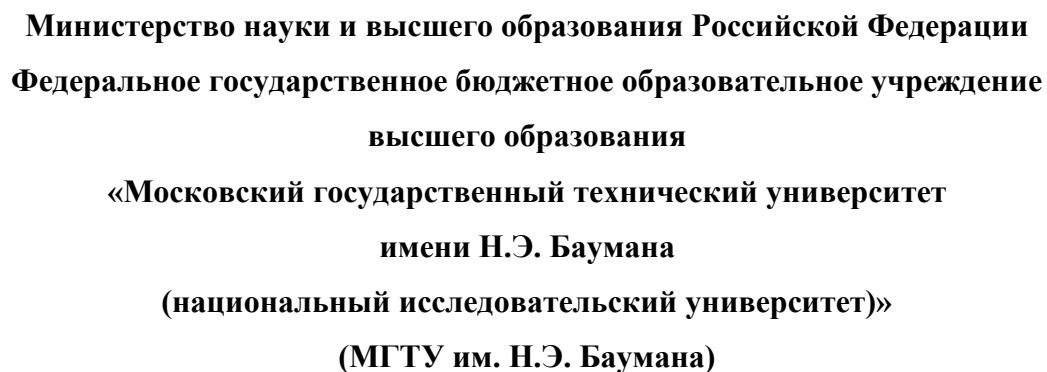 Министерство науки и высшего образования Российской Федерации
Федеральное государственное бюджетное образовательное учреждение
высшего образования
«Московский государственный технический университет
имени Н.Э. Баумана
(национальный исследовательский университет)»
(МГТУ им. Н.Э. Баумана)